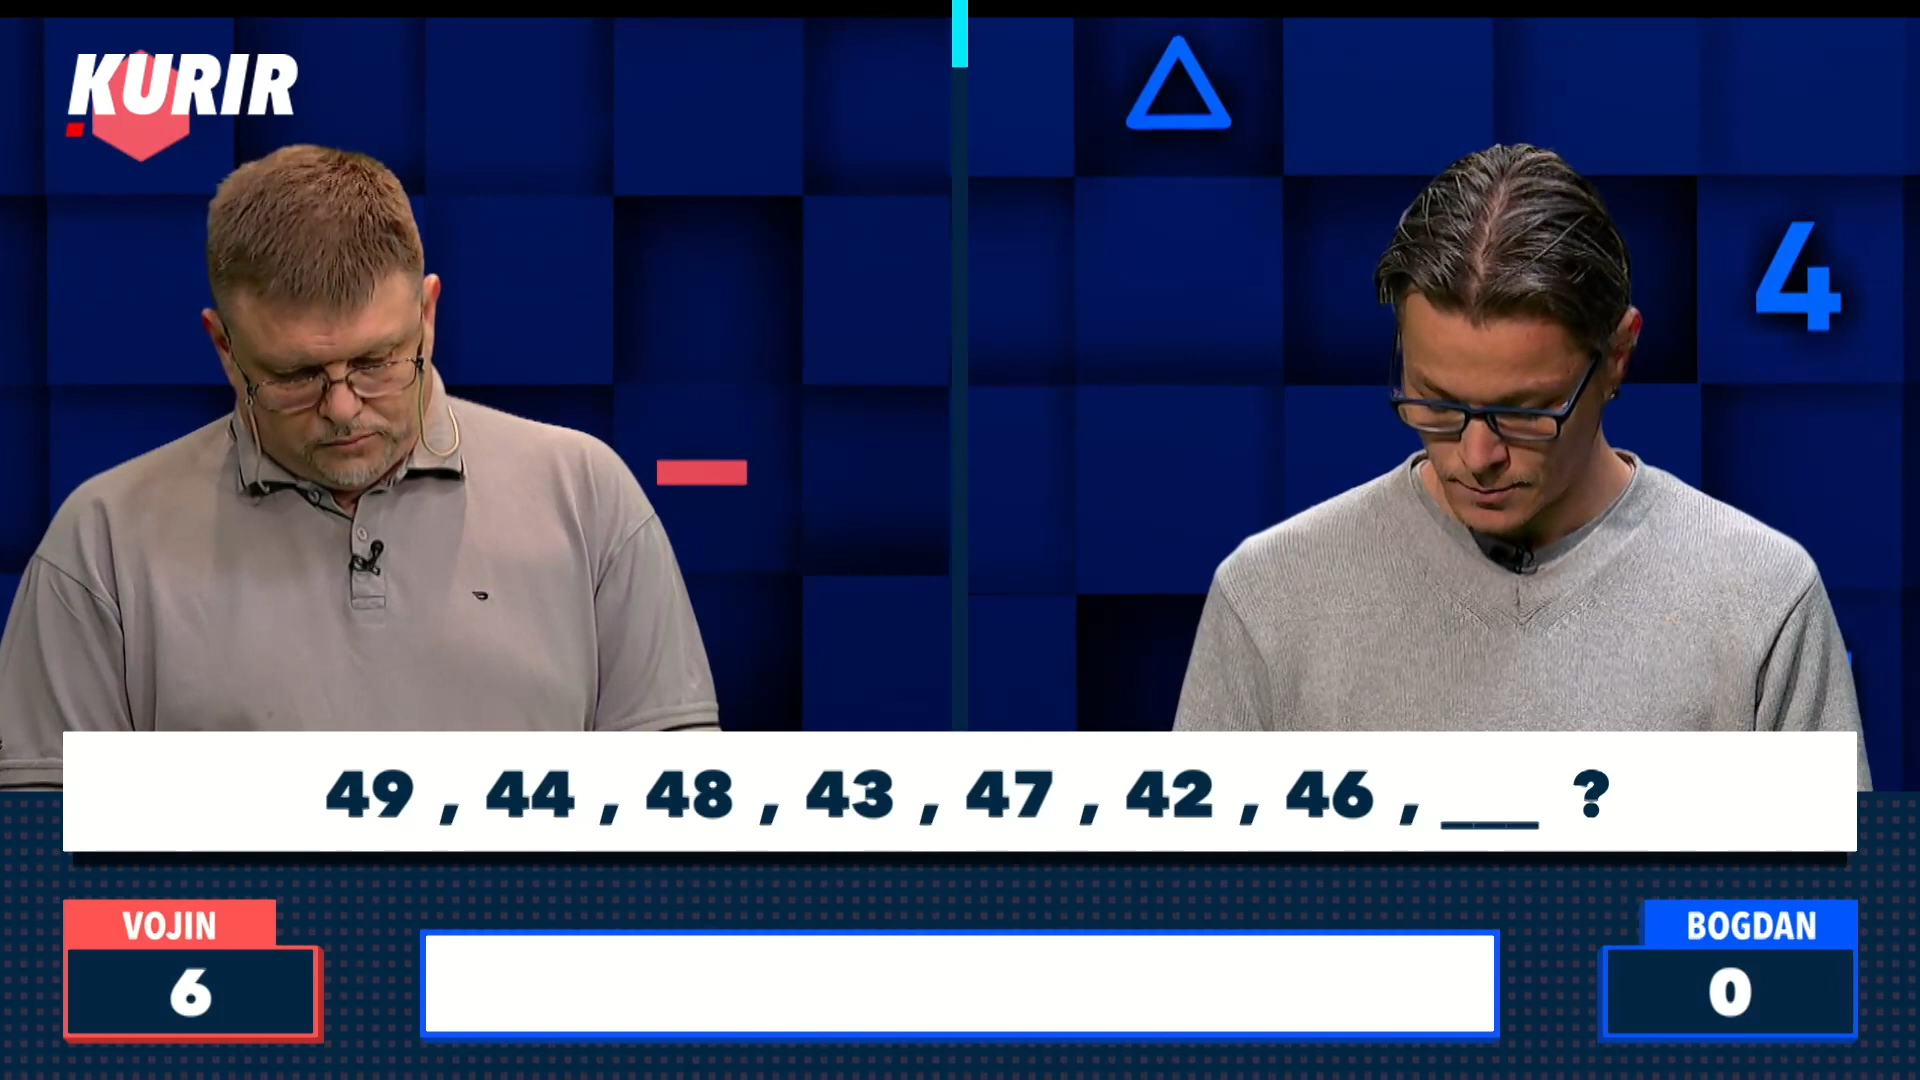 KURIR
4
49 , 44 , 48 , 43 , 47 , 42 , 46 , ___ ?
VOJIN
6
BOGDAN
0